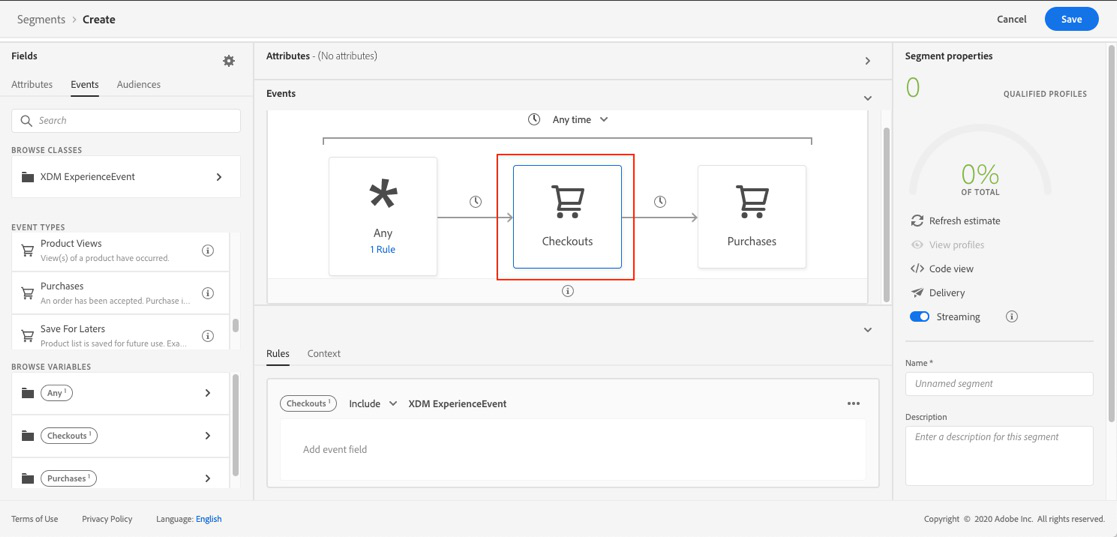 Segments > Create
Cancel
Save
Fields
Attributes
Events
Audiences
Search
BROWSE CLASSES
XDM ExperienceEvent
EVENT TYPES
Product Views
View(s) of a product have occurred.
Purchases
An order has been accepted. Purchase i...
Save For Laters
Product list is saved for future use. Exa...
BROWSE VARIABLES
Any 1
Checkouts 1
Purchases 1
Attributes - (No attributes)
Events
Any time
Any
1 Rule
Checkouts
Purchases
Rules
Context
Checkouts 1 Include XDM ExperienceEvent
Add event field
Segment properties
0
QUALIFIED PROFILES
0%
OF TOTAL
Refresh estimate
View profiles
</> Code view
Delivery
Streaming
Name *
Unnamed segment
Description
Enter a description for this segment
Terms of Use
Privacy Policy
Language: English
Copyright © 2020 Adobe Inc. All rights reserved.